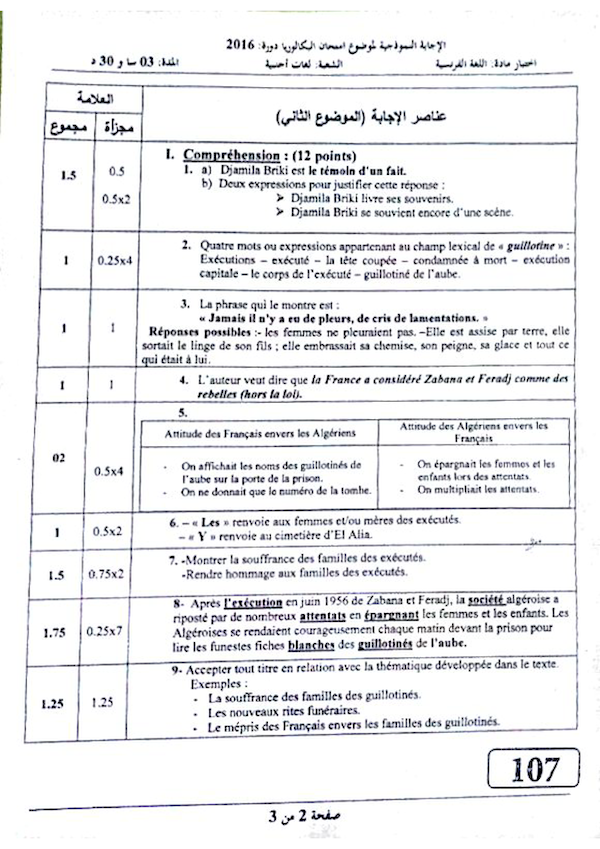 الإجابة النموذجية لموضوع امتحان البكالوريا دورة: 2016
اختبار مادة: اللغة الفرنسية الشعبة: لغات أجنبية المدة: 03 سا و 30 د
عناصر الإجابة (الموضوع الثاني) العلامة
مجزأة مجموع
I. Compréhension : (12 points)
1. a) Djamila Briki est le témoin d'un fait.
1.5 0.5
b) Deux expressions pour justifier cette réponse :
0.5x2
➢ Djamila Briki livre ses souvenirs.
➢ Djamila Briki se souvient encore d'une scène.
2. Quatre mots ou expressions appartenant au champ lexical de « guillotine » :
1 0.25x4
Exécutions – exécuté – la tête coupée – condamnée à mort – exécution
capitale – le corps de l'exécuté – guillotiné de l'aube.
3. La phrase qui le montre est :
« Jamais il n'y a eu de pleurs, de cris de lamentations. »
1 1
Réponses possibles :- les femmes ne pleuraient pas. –Elle est assise par terre, elle
sortait le linge de son fils ; elle embrassait sa chemise, son peigne, sa glace et tout ce
qui était à lui.
1 1
4. L'auteur veut dire que la France a considéré Zabana et Feradj comme des
rebelles (hors la loi).
5.
Attitude des Français envers les Algériens
Attitude des Algériens envers les
Français
02 0.5x4
- On affichait les noms des guillotinés de
l'aube sur la porte de la prison.
- On ne donnait que le numéro de la tombe.
- On épargnait les femmes et les
enfants lors des attentats.
- On multipliait les attentats.
1 0.5x2
6. – « Les » renvoie aux femmes et/ou mères des exécutés.
– « Y » renvoie au cimetière d'El Alia.
1.5 0.75x2
7. -Montrer la souffrance des familles des exécutés.
-Rendre hommage aux familles des exécutés.
1.75 0.25x7
8- Après l'exécution en juin 1956 de Zabana et Feradj, la société algéroise a
riposté par de nombreux attentats en épargnant les femmes et les enfants. Les
Algéroises se rendaient courageusement chaque matin devant la prison pour
lire les funestes fiches blanches des guillotinés de l'aube.
1.25 1.25
9- Accepter tout titre en relation avec la thématique développée dans le texte.
Exemples :
- La souffrance des familles des guillotinés.
- Les nouveaux rites funéraires.
- Le mépris des Français envers les familles des guillotinés.
107
صفحة 2 من 3